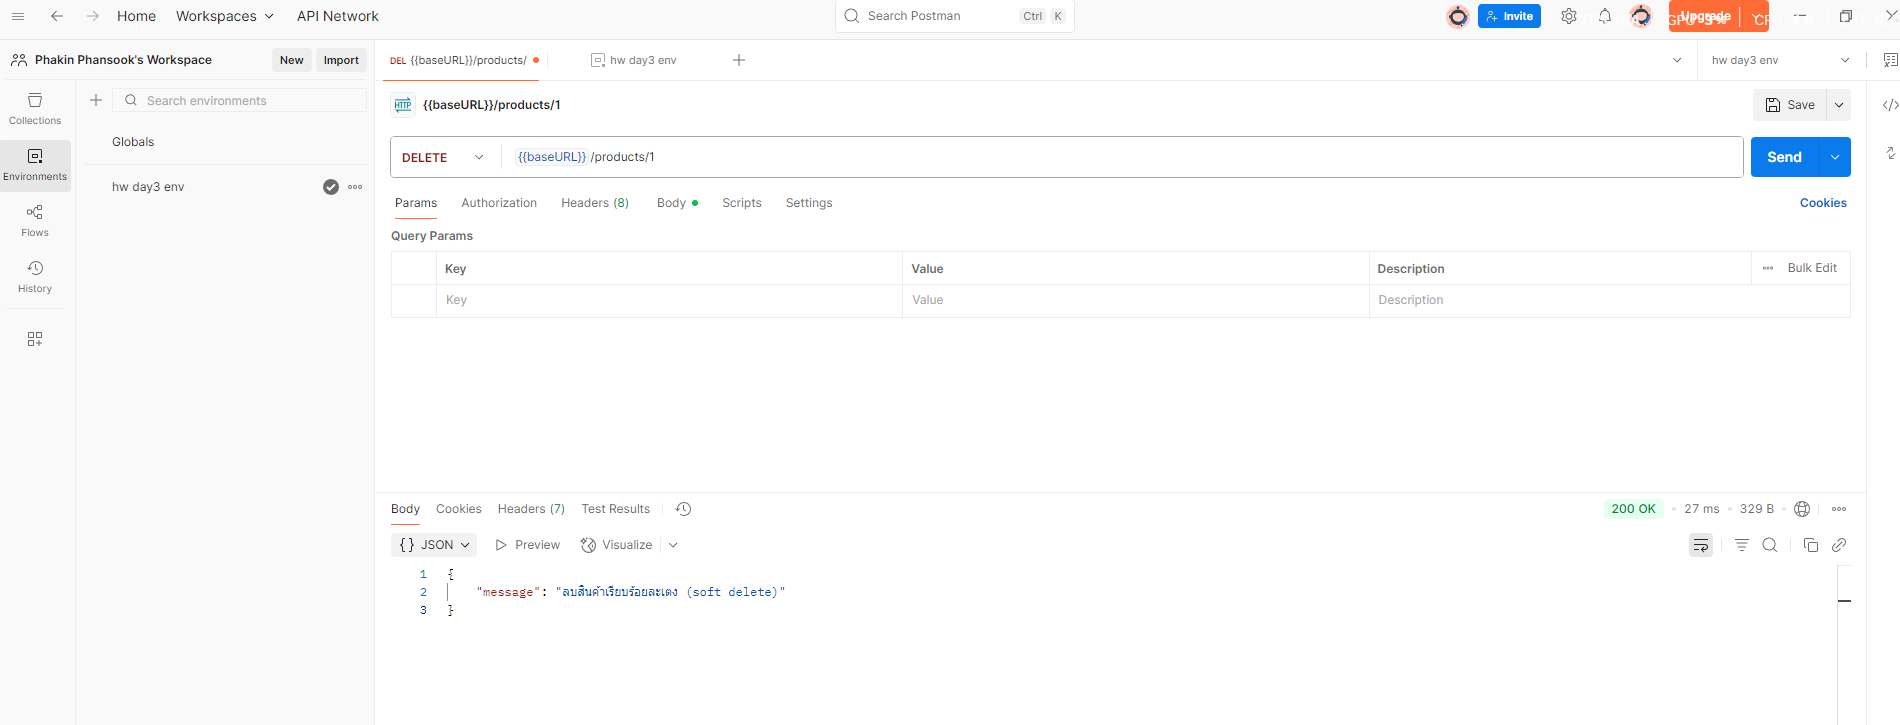 Home Workspaces API Network Search Postman Ctrl K Invite Upgrade
Phakin Phansook's Workspace New Import DEL {{baseURL}}/products/ hw day3 env hw day3 env
Search environments
Collections
Globals
Environments
hw day3 env
Flows
History
{{baseURL}}/products/1 Save
DELETE {{baseURL}} /products/1 Send
Params Authorization Headers (8) Body Scripts Settings Cookies
Query Params
Key Value Description Bulk Edit
Key Value Description
Body Cookies Headers (7) Test Results 200 OK 27 ms 329 B
{} JSON Preview Visualize
1 {
2 "message": "ลบสินค้าเรียบร้อยละเตง (soft delete)"
3 }